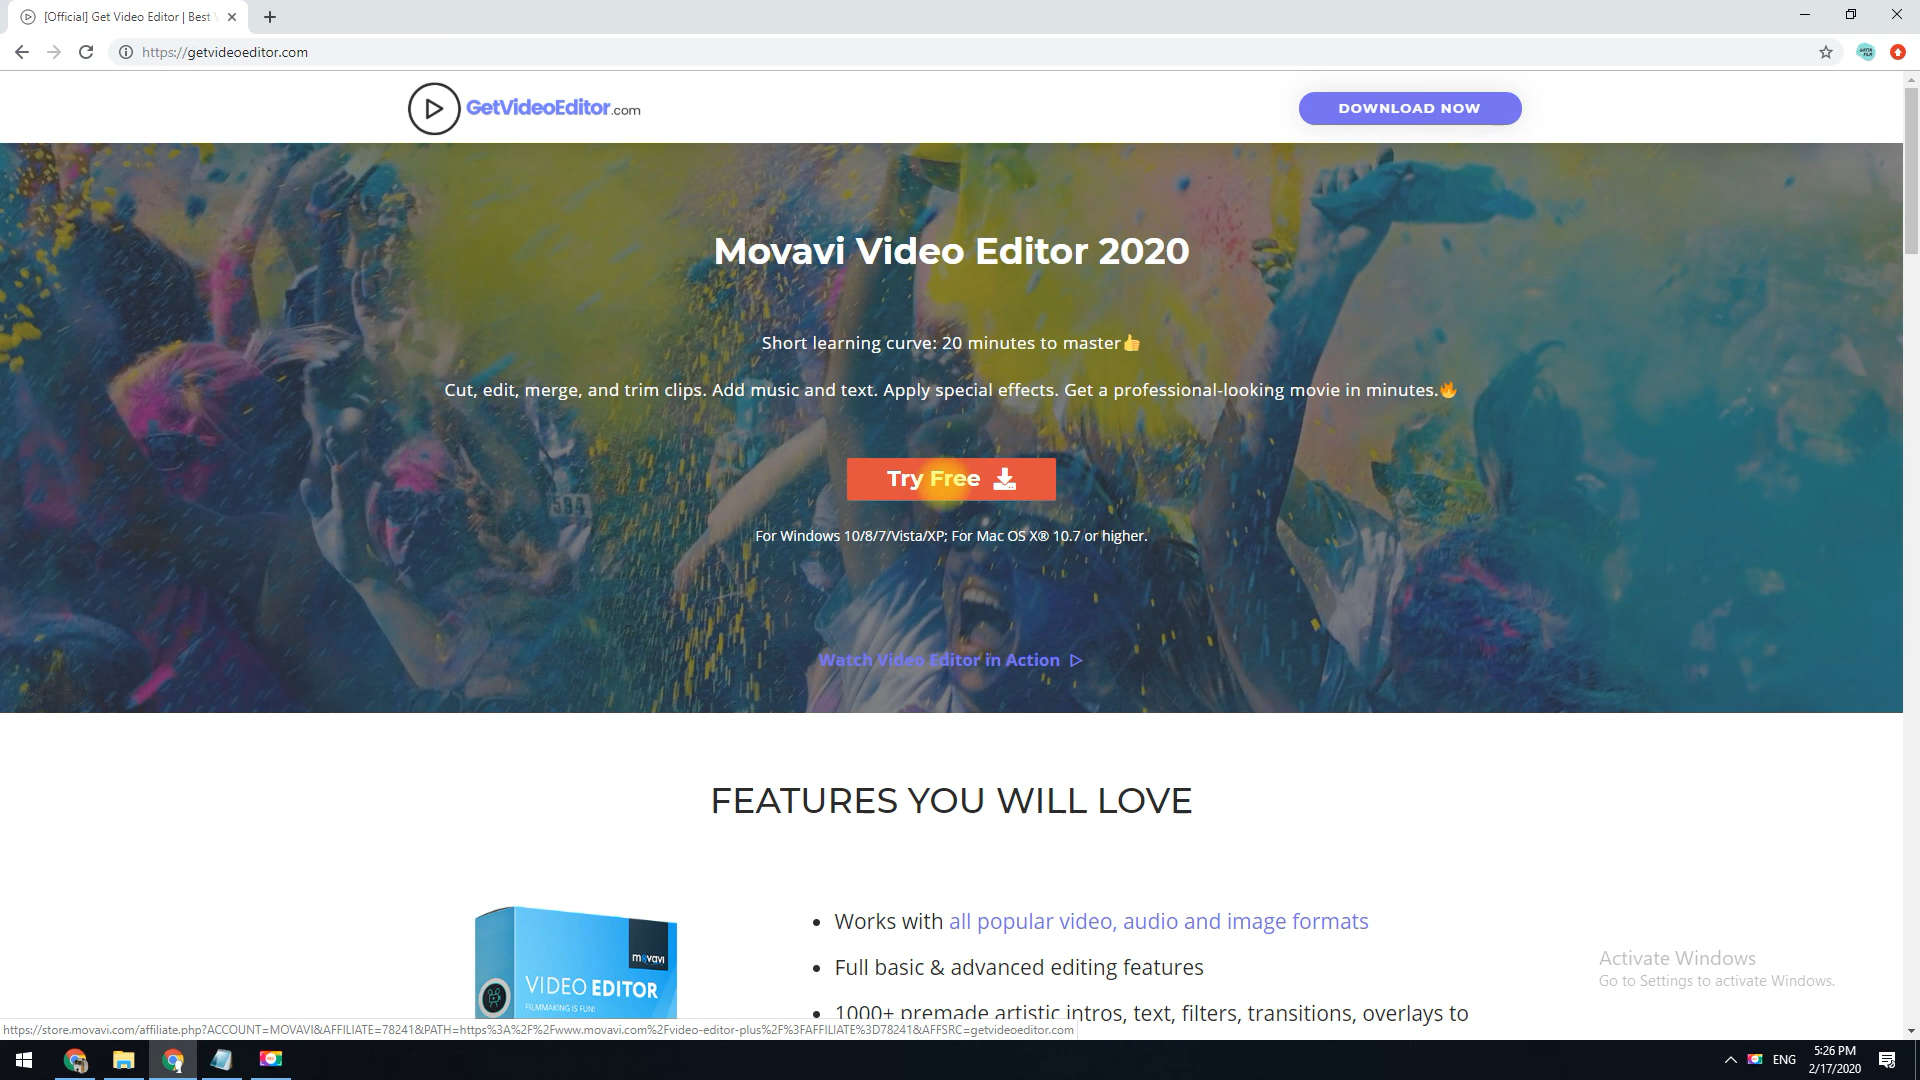 [Official] Get Video Editor | Best
https://getvideoeditor.com
GetVideoEditor.com
DOWNLOAD NOW
Movavi Video Editor 2020
Short learning curve: 20 minutes to master👍
Cut, edit, merge, and trim clips. Add music and text. Apply special effects. Get a professional-looking movie in minutes.🔥
Try Free
For Windows 10/8/7/Vista/XP; For Mac OS X® 10.7 or higher.
594
Watch Video Editor in Action
FEATURES YOU WILL LOVE
• Works with all popular video, audio and image formats
• Full basic & advanced editing features
• 1000+ premade artistic intros, text, filters, transitions, overlays to
movavi
VIDEO EDITOR
FILMMAKING IS FUN!
Activate Windows
Go to Settings to activate Windows.
https://store.movavi.com/affiliate.php?ACCOUNT=MOVAVI&AFFILIATE=78241&PATH=https%3A%2F%2Fwww.movavi.com%2Fvideo-editor-plus%2F%3FAFFILIATE%3D78241&AFFSRC=getvideoeditor.com
ENG
5:26 PM
2/17/2020